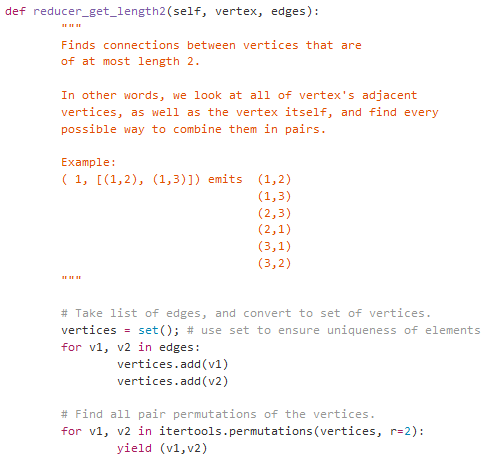 def reducer_get_length2(self, vertex, edges):
"""
Finds connections between vertices that are
of at most length 2.
In other words, we look at all of vertex's adjacent
vertices, as well as the vertex itself, and find every
possible way to combine them in pairs.
Example:
( 1, [(1,2), (1,3)]) emits (1,2)
(1,3)
(2,3)
(2,1)
(3,1)
(3,2)
"""
# Take list of edges, and convert to set of vertices.
vertices = set(); # use set to ensure uniqueness of elements
for v1, v2 in edges:
vertices.add(v1)
vertices.add(v2)
# Find all pair permutations of the vertices.
for v1, v2 in itertools.permutations(vertices, r=2):
yield (v1,v2)